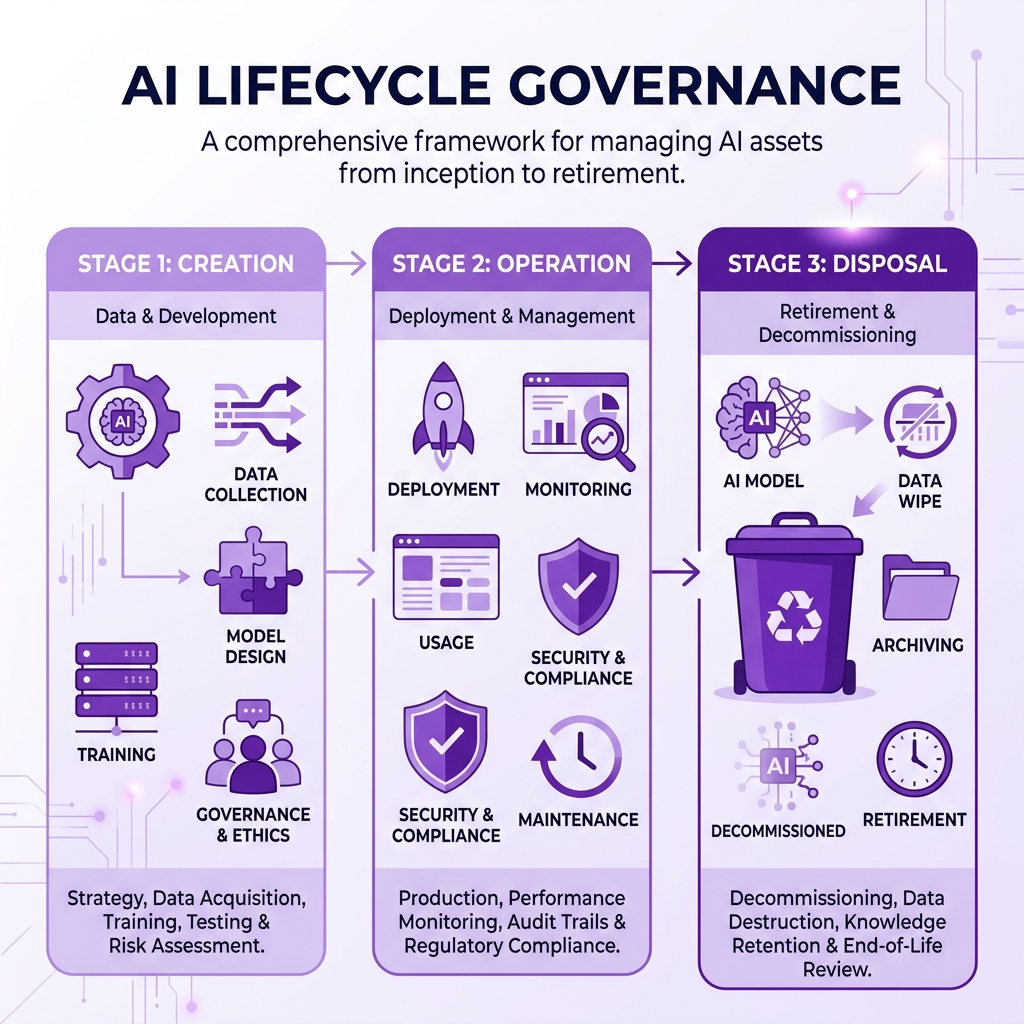 AI LIFECYCLE GOVERNANCE
A comprehensive framework for managing AI assets
from inception to retirement.
STAGE 1: CREATION
Data & Development
AI
DATA
COLLECTION
MODEL
DESIGN
TRAINING
GOVERNANCE
& ETHICS
Strategy, Data Acquisition,
Training, Testing &
Risk Assessment.
STAGE 2: OPERATION
Deployment & Management
DEPLOYMENT
MONITORING
USAGE
SECURITY &
COMPLIANCE
SECURITY &
COMPLIANCE
MAINTENANCE
Production, Performance
Monitoring, Audit Trails &
Regulatory Compliance.
STAGE 3: DISPOSAL
Retirement &
Decommissioning
AI
AI MODEL
DATA
WIPE
ARCHIVING
AI
DECOMMISSIONED
RETIREMENT
Decommissioning, Data
Destruction, Knowledge
Retention & End-of-Life
Review.